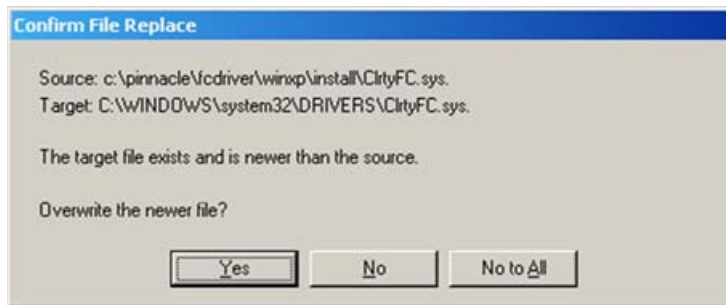 Confirm File Replace
Source: c:\pinnacle\fcdriver\winxp\install\ClrtyFC.sys.
Target: C:\WINDOWS\system32\DRIVERS\ClrtyFC.sys.
The target file exists and is newer than the source.
Overwrite the newer file?
Yes No No to All